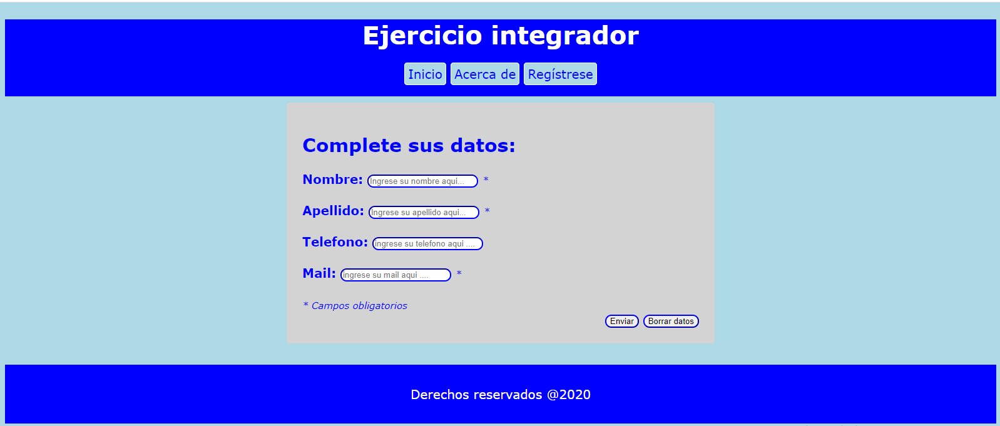 Ejercicio integrador
Inicio Acerca de Regístrese
Complete sus datos:
Nombre: Ingrese su nombre aqui... *
Apellido: Ingrese su apellido aqui... *
Telefono: ingrese su telefono aqui ....
Mail: ingrese su mail aqui .... *
* Campos obligatorios
Enviar Borrar datos
Derechos reservados @2020